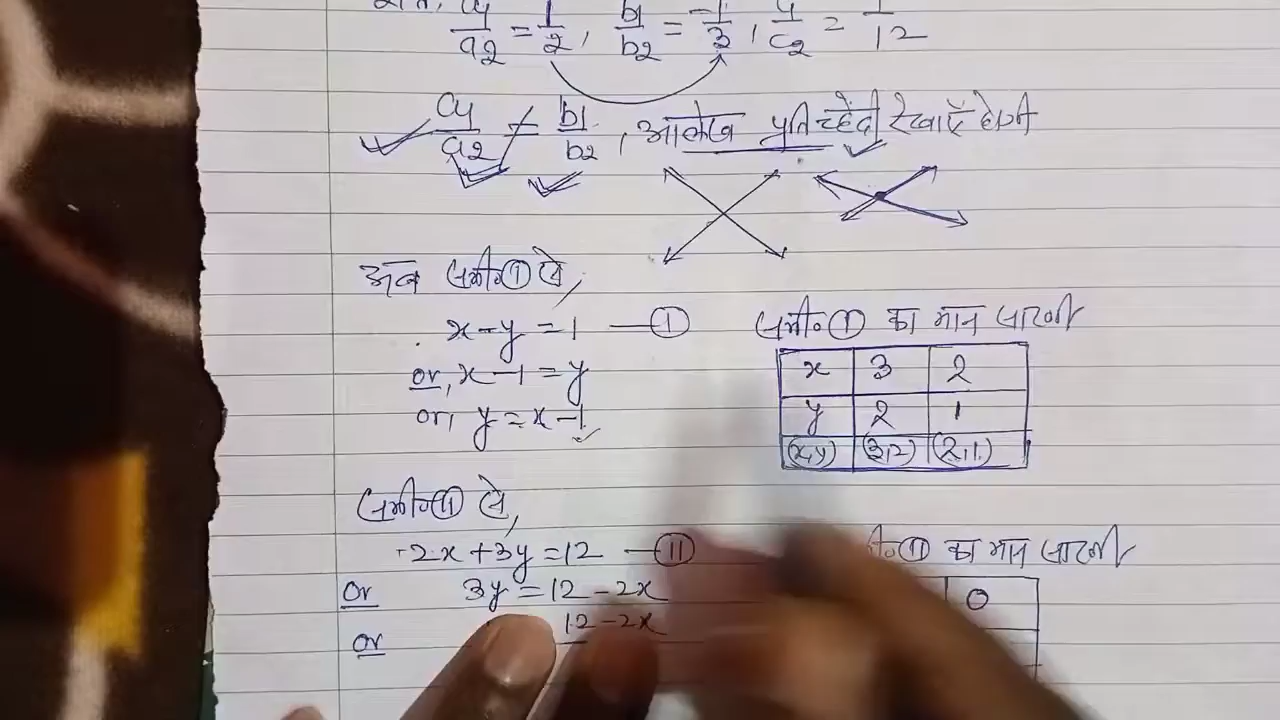 a1/a2 = 1/2, b1/b2 = -1/3, c1/c2 = 1/12
a1/a2 ≠ b1/b2, आलेख प्रतिच्छेदी रेखाएँ होगी
अब समी० I से,
x - y = 1 — I
or, x - 1 = y
or, y = x - 1
समी० I का मान सारणी
x 3 2
y 2 1
(x,y) (3,2) (2,1)
समी० II से,
2x + 3y = 12 — II
Or 3y = 12 - 2x
Or 12 - 2x
II का मान सारणी
0